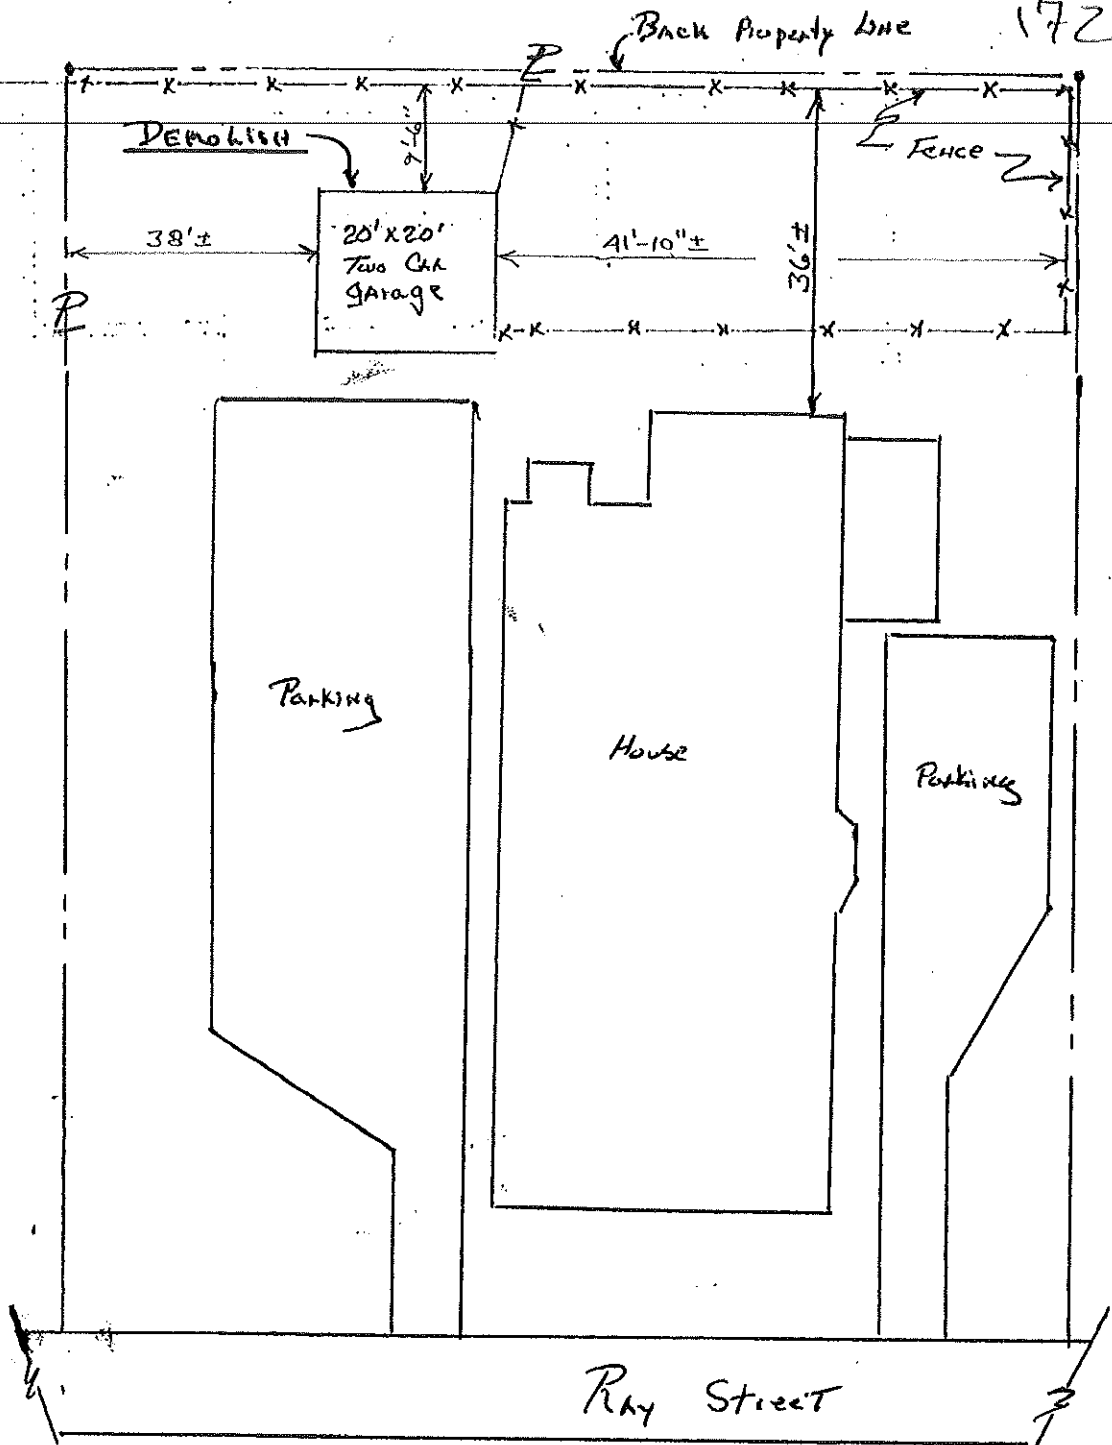 172
Back Property Line
Demolish
9'-6"
Fence
38'±
20'x20'
Two Car
Garage
41'-10"±
36'±
Parking
House
Parking
Ray Street